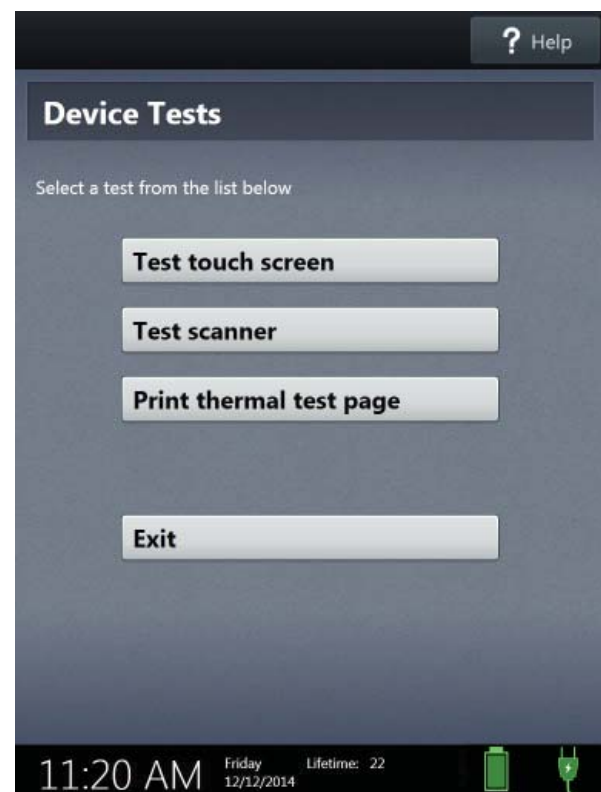 ? Help
Device Tests
Select a test from the list below
Test touch screen
Test scanner
Print thermal test page
Exit
11:20 AM Friday Lifetime: 22
12/12/2014